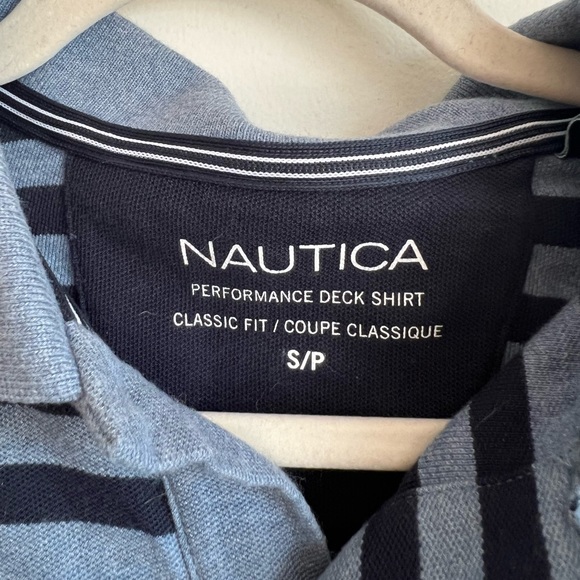 NAUTICA
PERFORMANCE DECK SHIRT
CLASSIC FIT / COUPE CLASSIQUE
S/P